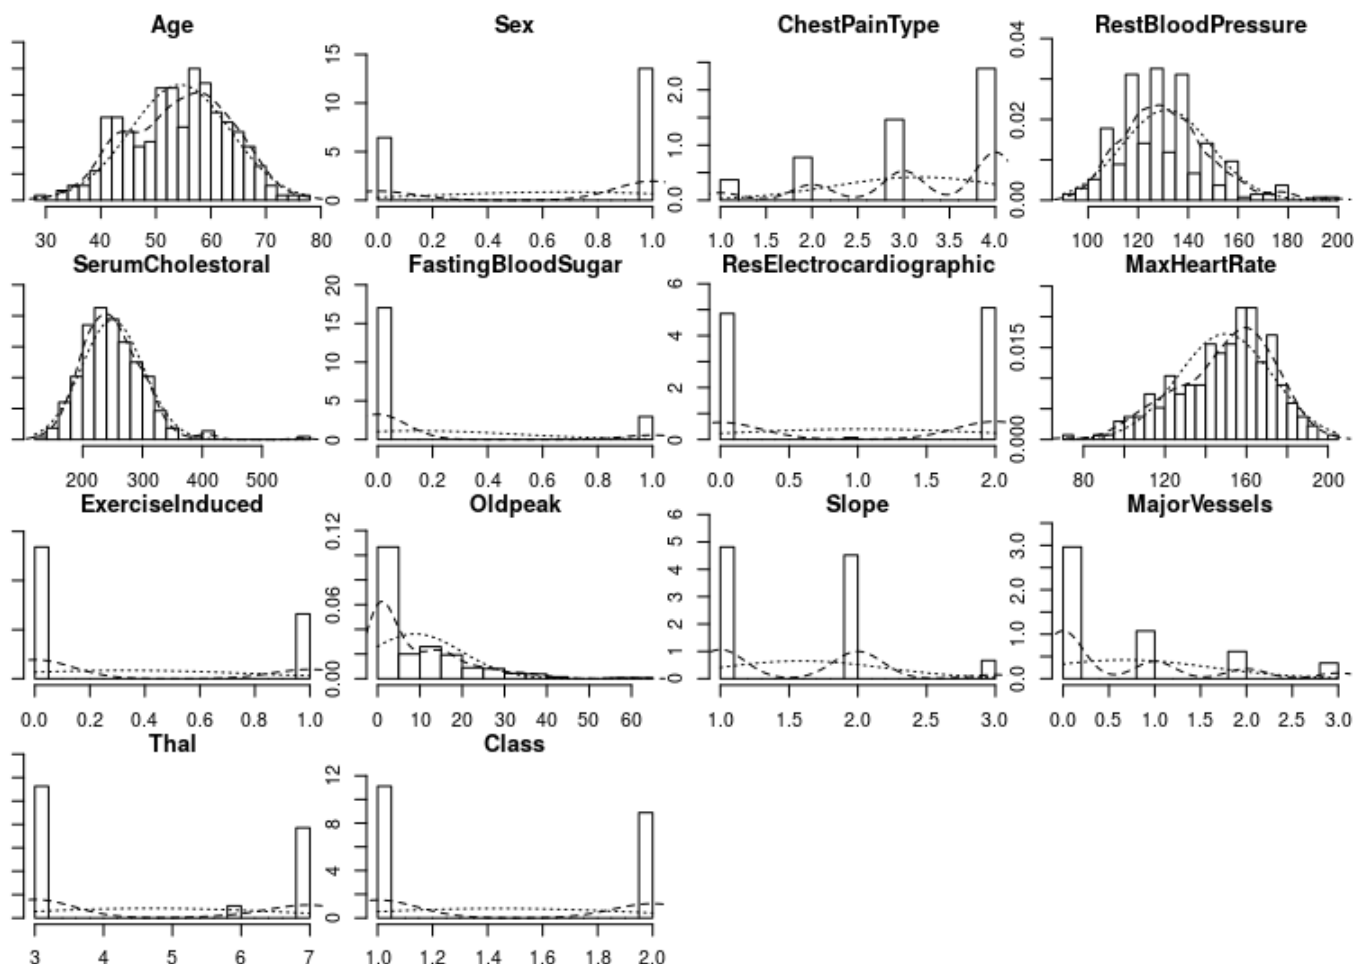 Age Sex ChestPainType RestBloodPressure
0 5 10 15
0.0 1.0 2.0
0.00 0.02 0.04
30 40 50 60 70 80
0.0 0.2 0.4 0.6 0.8 1.0
1.0 1.5 2.0 2.5 3.0 3.5 4.0
100 120 140 160 180 200
SerumCholestoral FastingBloodSugar ResElectrocardiographic MaxHeartRate
0 5 10 15 20
0 2 4 6
0.000 0.015
200 300 400 500
0.0 0.2 0.4 0.6 0.8 1.0
0.0 0.5 1.0 1.5 2.0
80 120 160 200
ExerciseInduced Oldpeak Slope MajorVessels
0.00 0.06 0.12
0 1 2 3 4 5 6
0.0 1.0 2.0 3.0
0.0 0.2 0.4 0.6 0.8 1.0
0 10 20 30 40 50 60
1.0 1.5 2.0 2.5 3.0
0.0 0.5 1.0 1.5 2.0 2.5 3.0
Thal Class
0 4 8 12
3 4 5 6 7
1.0 1.2 1.4 1.6 1.8 2.0